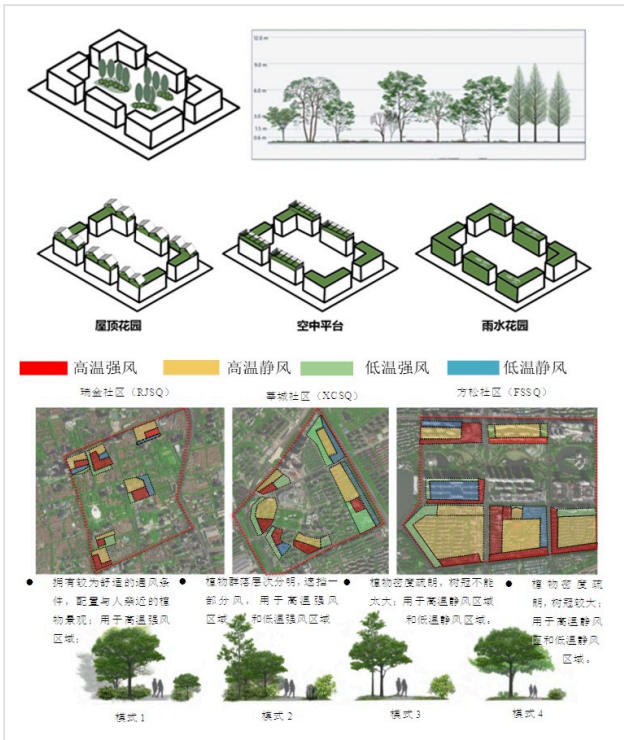 12.0 m
9.0 m
6.0 m
3.0 m
1.5 m
0.6 m
屋顶花园
空中平台
雨水花园
高温强风
高温静风
低温强风
低温静风
瑞金社区（RJSQ）
莘城社区（XCSQ）
方松社区（FSSQ）
● 拥有较为舒适的通风条
件，配置与人亲近的植
物景观；用于高温强风
区域；
● 植物群落层次分明，遮挡一
部分风，用于高温强风
区域 和低温强风区域
● 植物密度疏朗，树冠不能
太大；用于高温静风区域
和低温静风区域。
● 植物密度疏
朗，树冠较大；
用于高温静风
和低温静风
区域。
模式 1
模式 2
模式 3
模式 4